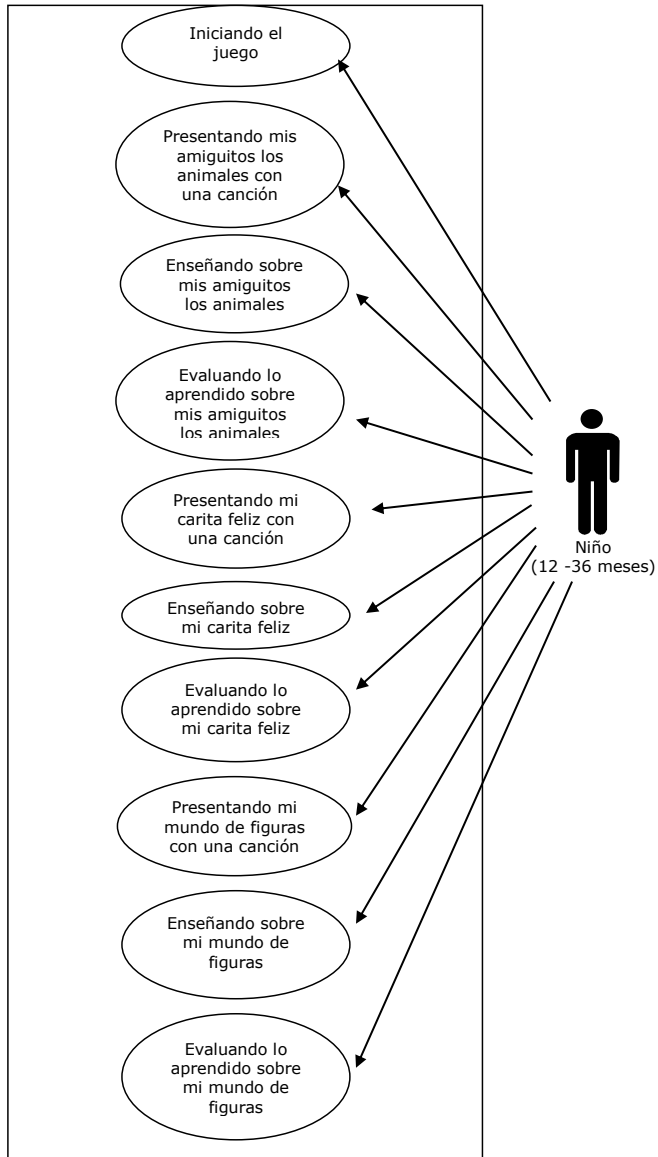 Iniciando el
juego
Presentando mis
amiguitos los
animales con
una canción
Enseñando sobre
mis amiguitos
los animales
Evaluando lo
aprendido sobre
mis amiguitos
los animales
Presentando mi
carita feliz con
una canción
Enseñando sobre
mi carita feliz
Evaluando lo
aprendido sobre
mi carita feliz
Presentando mi
mundo de figuras
con una canción
Enseñando sobre
mi mundo de
figuras
Evaluando lo
aprendido sobre
mi mundo de
figuras
Niño
(12 -36 meses)